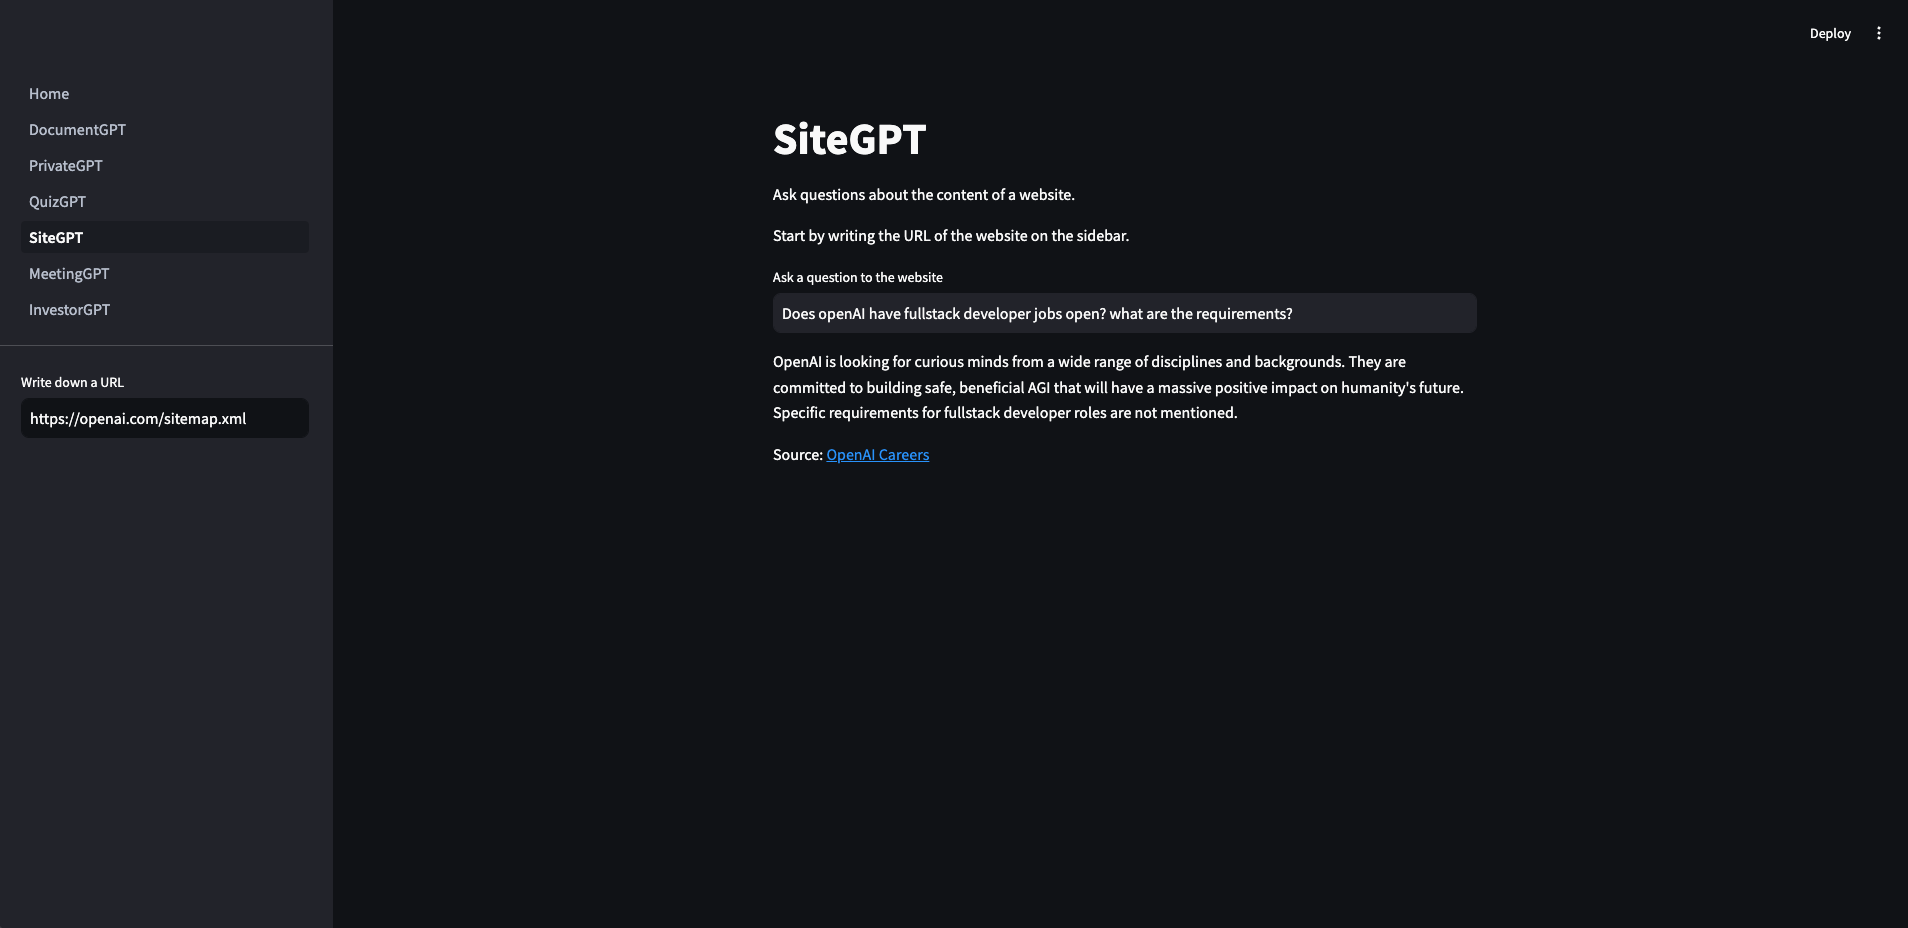 Deploy
Home
DocumentGPT
PrivateGPT
QuizGPT
SiteGPT
MeetingGPT
InvestorGPT
Write down a URL
https://openai.com/sitemap.xml
SiteGPT
Ask questions about the content of a website.
Start by writing the URL of the website on the sidebar.
Ask a question to the website
Does openAI have fullstack developer jobs open? what are the requirements?
OpenAI is looking for curious minds from a wide range of disciplines and backgrounds. They are
committed to building safe, beneficial AGI that will have a massive positive impact on humanity's future.
Specific requirements for fullstack developer roles are not mentioned.
Source: OpenAI Careers